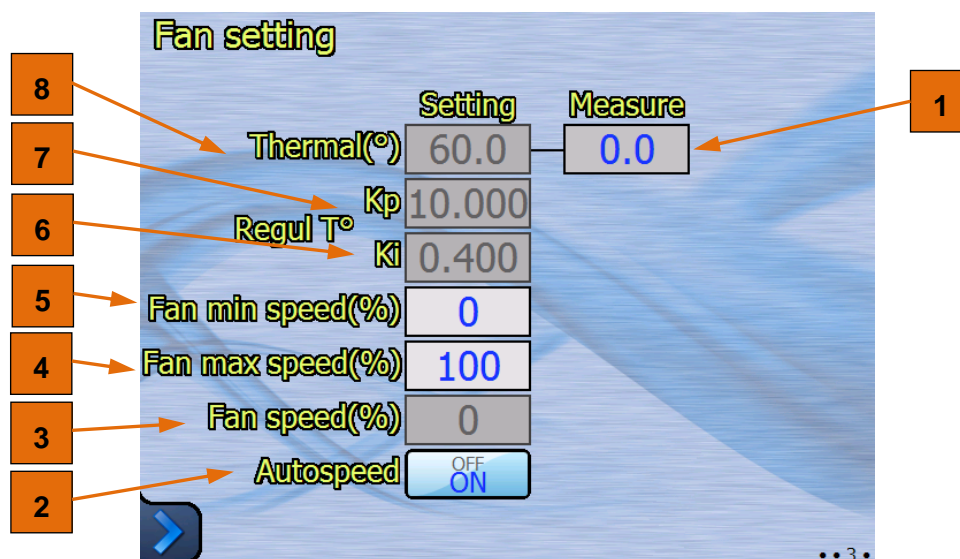 Fan setting
8
Setting Measure
1
Thermal(°) 60.0 0.0
7
Kp 10.000
6
Regul T°
Ki 0.400
5
Fan min speed(%) 0
4
Fan max speed(%) 100
3
Fan speed(%) 0
OFF
2
Autospeed ON
• • 3 •